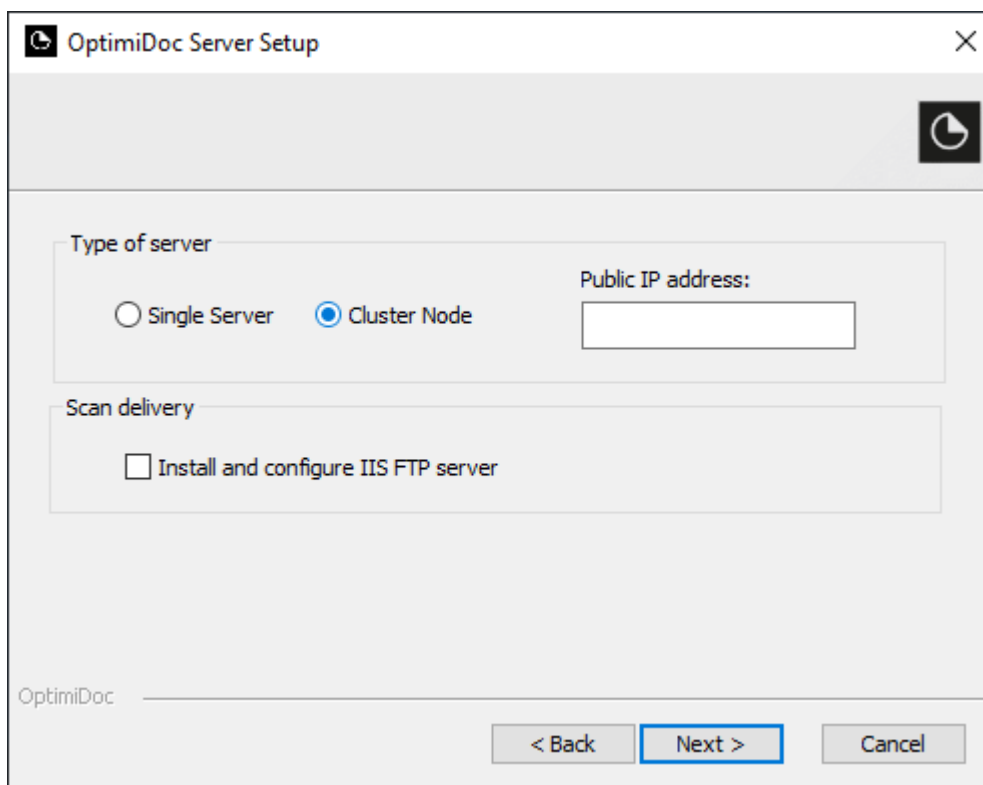 OptimiDoc Server Setup
Type of server
Public IP address:
Single Server Cluster Node
Scan delivery
Install and configure IIS FTP server
OptimiDoc
< Back Next > Cancel